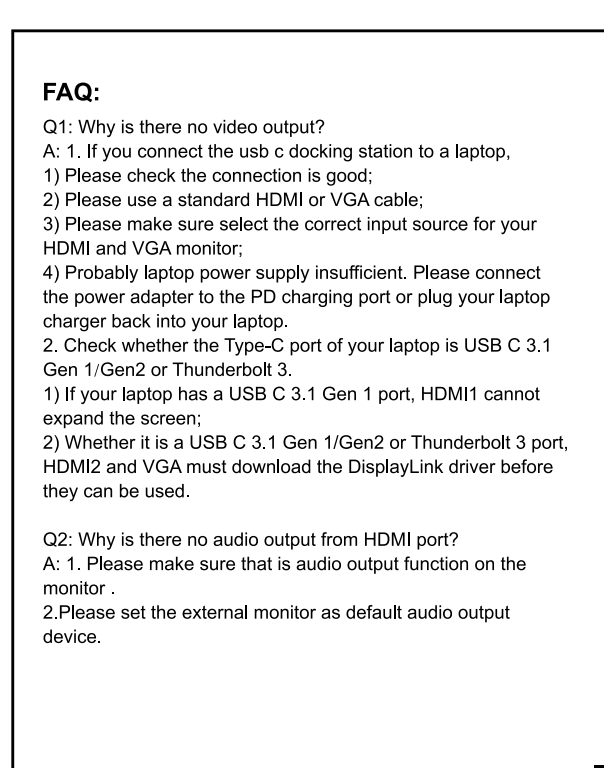 FAQ:
Q1: Why is there no video output?
A: 1. If you connect the usb c docking station to a laptop,
1) Please check the connection is good;
2) Please use a standard HDMI or VGA cable;
3) Please make sure select the correct input source for your
HDMI and VGA monitor;
4) Probably laptop power supply insufficient. Please connect
the power adapter to the PD charging port or plug your laptop
charger back into your laptop.
2. Check whether the Type-C port of your laptop is USB C 3.1
Gen 1/Gen2 or Thunderbolt 3.
1) If your laptop has a USB C 3.1 Gen 1 port, HDMI1 cannot
expand the screen;
2) Whether it is a USB C 3.1 Gen 1/Gen2 or Thunderbolt 3 port,
HDMI2 and VGA must download the DisplayLink driver before
they can be used.
Q2: Why is there no audio output from HDMI port?
A: 1. Please make sure that is audio output function on the
monitor .
2.Please set the external monitor as default audio output
device.